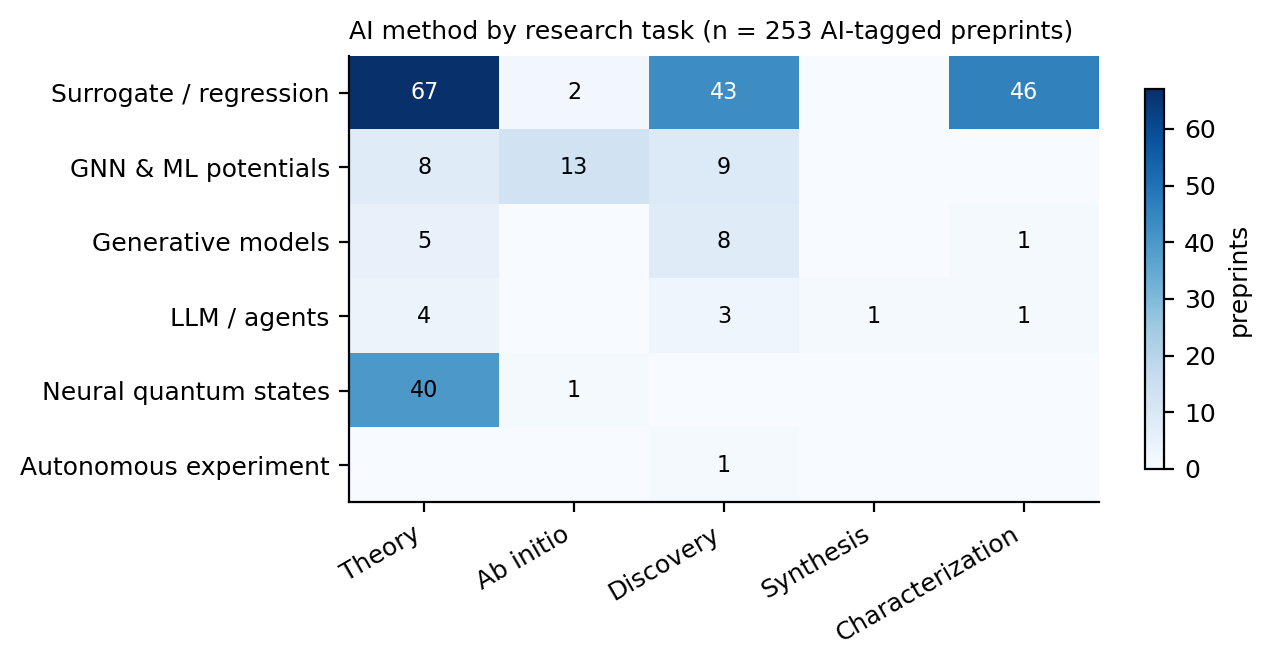 AI method by research task (n = 253 AI-tagged preprints)
Surrogate / regression 67 2 43 46
GNN & ML potentials 8 13 9
Generative models 5 8 1
LLM / agents 4 3 1 1
Neural quantum states 40 1
Autonomous experiment 1
Theory Ab initio Discovery Synthesis Characterization
60
50
40
30
20
10
0
preprints